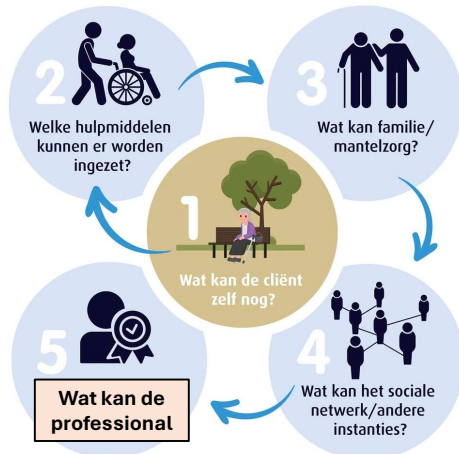 1
Wat kan de cliënt
zelf nog?
2
Welke hulpmiddelen
kunnen er worden
ingezet?
3
Wat kan familie/
mantelzorg?
4
Wat kan het sociale
netwerk/andere
instanties?
5
Wat kan de
professional